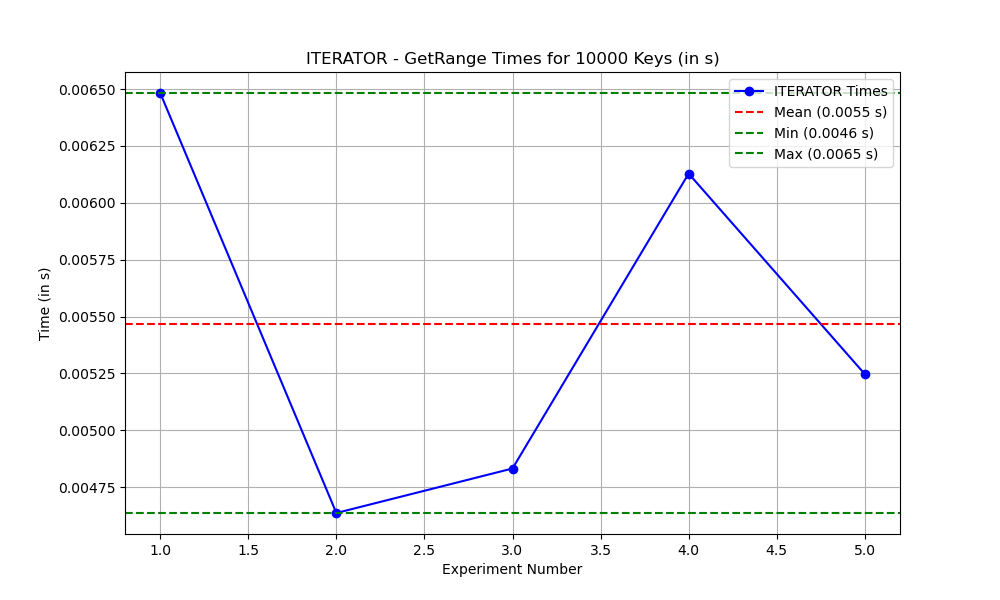 ITERATOR - GetRange Times for 10000 Keys (in s)
ITERATOR Times
Mean (0.0055 s)
Min (0.0046 s)
Max (0.0065 s)
Time (in s)
0.00650
0.00625
0.00600
0.00575
0.00550
0.00525
0.00500
0.00475
1.0 1.5 2.0 2.5 3.0 3.5 4.0 4.5 5.0
Experiment Number